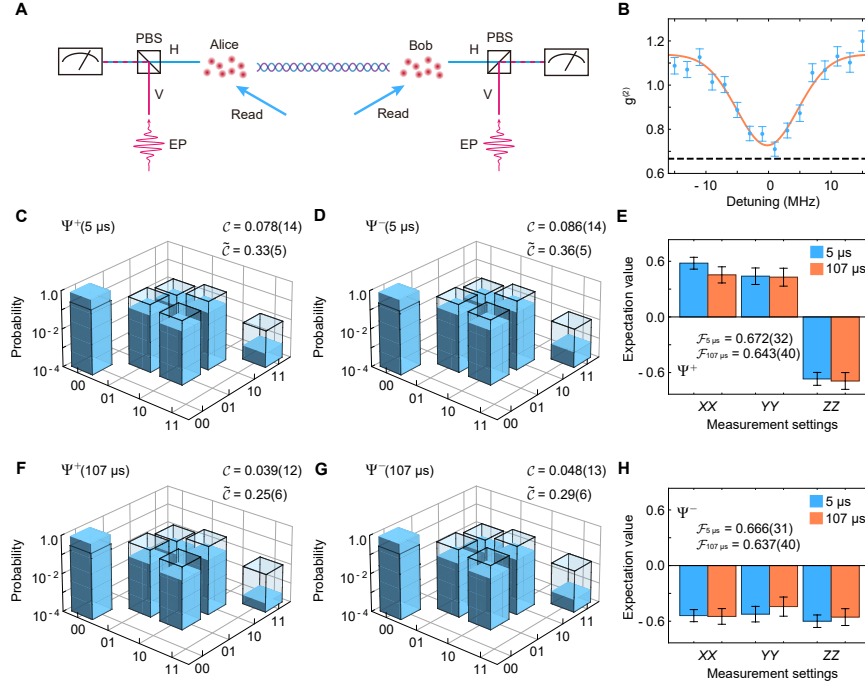 A
PBS
H
Alice
Bob
H
PBS
V
Read
Read
V
EP
EP
B
g⁽²⁾
1.2
1.0
0.8
0.6
- 10
0
10
Detuning (MHz)
C
Ψ⁺(5 μs)
𝒞 = 0.078(14)
𝒞̃ = 0.33(5)
Probability
1.0
10⁻²
10⁻⁴
00
01
10
11
00
01
10
11
D
Ψ⁻(5 μs)
𝒞 = 0.086(14)
𝒞̃ = 0.36(5)
Probability
1.0
10⁻²
10⁻⁴
00
01
10
11
00
01
10
11
E
5 μs
107 μs
Expectation value
0.6
0.0
- 0.6
ℱ5 μs = 0.672(32)
ℱ107 μs = 0.643(40)
Ψ⁺
XX
YY
ZZ
Measurement settings
F
Ψ⁺(107 μs)
𝒞 = 0.039(12)
𝒞̃ = 0.25(6)
Probability
1.0
10⁻²
10⁻⁴
00
01
10
11
00
01
10
11
G
Ψ⁻(107 μs)
𝒞 = 0.048(13)
𝒞̃ = 0.29(6)
Probability
1.0
10⁻²
10⁻⁴
00
01
10
11
00
01
10
11
H
Ψ⁻
5 μs
107 μs
ℱ5 μs = 0.666(31)
ℱ107 μs = 0.637(40)
Expectation value
0.6
0.0
- 0.6
XX
YY
ZZ
Measurement settings